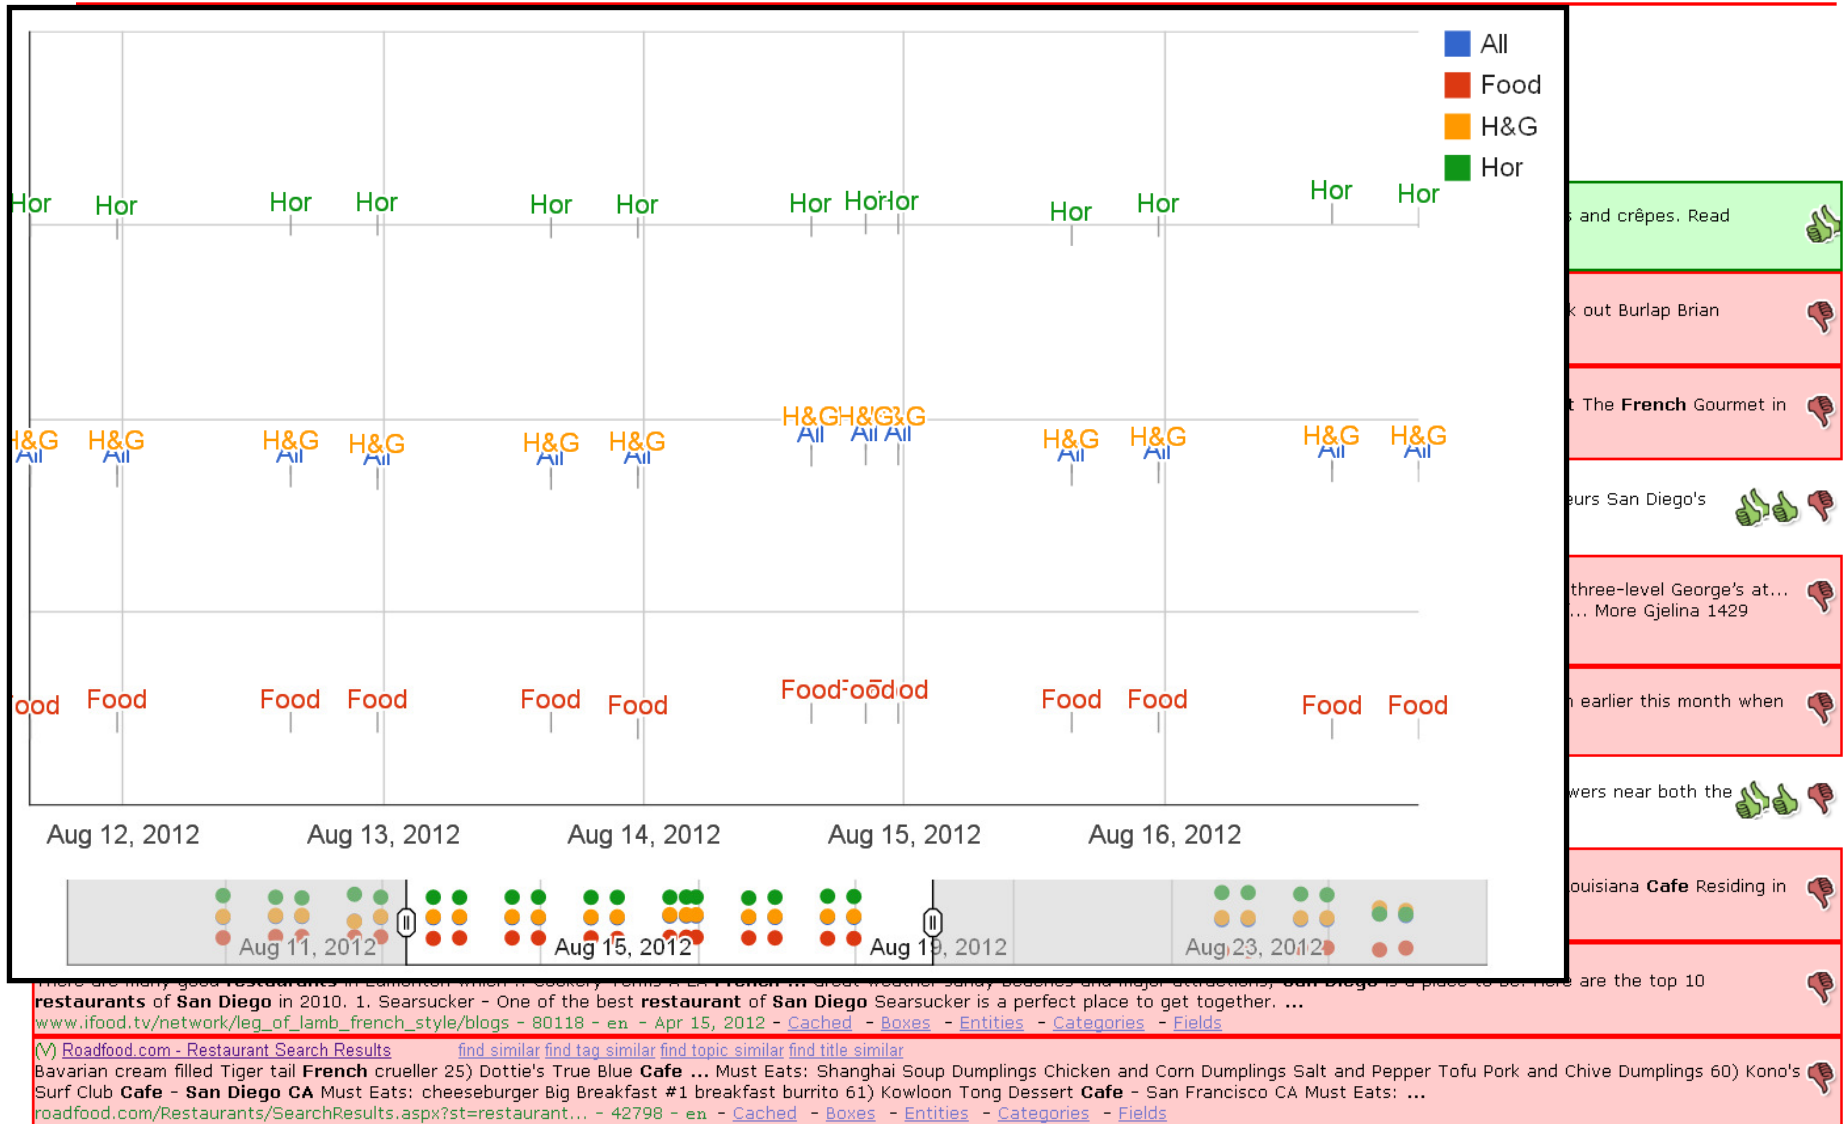 All
Food
H&G
Hor
Hor Hor Hor Hor Hor Hor Hor Hor Hor Hor Hor Hor Hor
H&G H&G H&G H&G H&G H&G H&G H&G H&G H&G H&G H&G H&G
All All All All All All All All All All All All All
ood Food Food Food Food Food Food Food ood Food Food Food Food
Aug 12, 2012 Aug 13, 2012 Aug 14, 2012 Aug 15, 2012 Aug 16, 2012
Aug 11, 2012 Aug 15, 2012 Aug 19, 2012 Aug 23, 2012
and crêpes. Read
out Burlap Brian
The French Gourmet in
eurs San Diego's
three-level George's at...
... More Gjelina 1429
earlier this month when
wers near both the
ouisiana Cafe Residing in
are the top 10
restaurants of San Diego in 2010. 1. Searsucker - One of the best restaurant of San Diego Searsucker is a perfect place to get together. ...
www.ifood.tv/network/leg_of_lamb_french_style/blogs - 80118 - en - Apr 15, 2012 - Cached - Boxes - Entities - Categories - Fields
(V) Roadfood.com - Restaurant Search Results find similar find tag similar find topic similar find title similar
Bavarian cream filled Tiger tail French crueller 25) Dottie's True Blue Cafe ... Must Eats: Shanghai Soup Dumplings Chicken and Corn Dumplings Salt and Pepper Tofu Pork and Chive Dumplings 60) Kono's
Surf Club Cafe - San Diego CA Must Eats: cheeseburger Big Breakfast #1 breakfast burrito 61) Kowloon Tong Dessert Cafe - San Francisco CA Must Eats: ...
roadfood.com/Restaurants/SearchResults.aspx?st=restaurant... - 42798 - en - Cached - Boxes - Entities - Categories - Fields